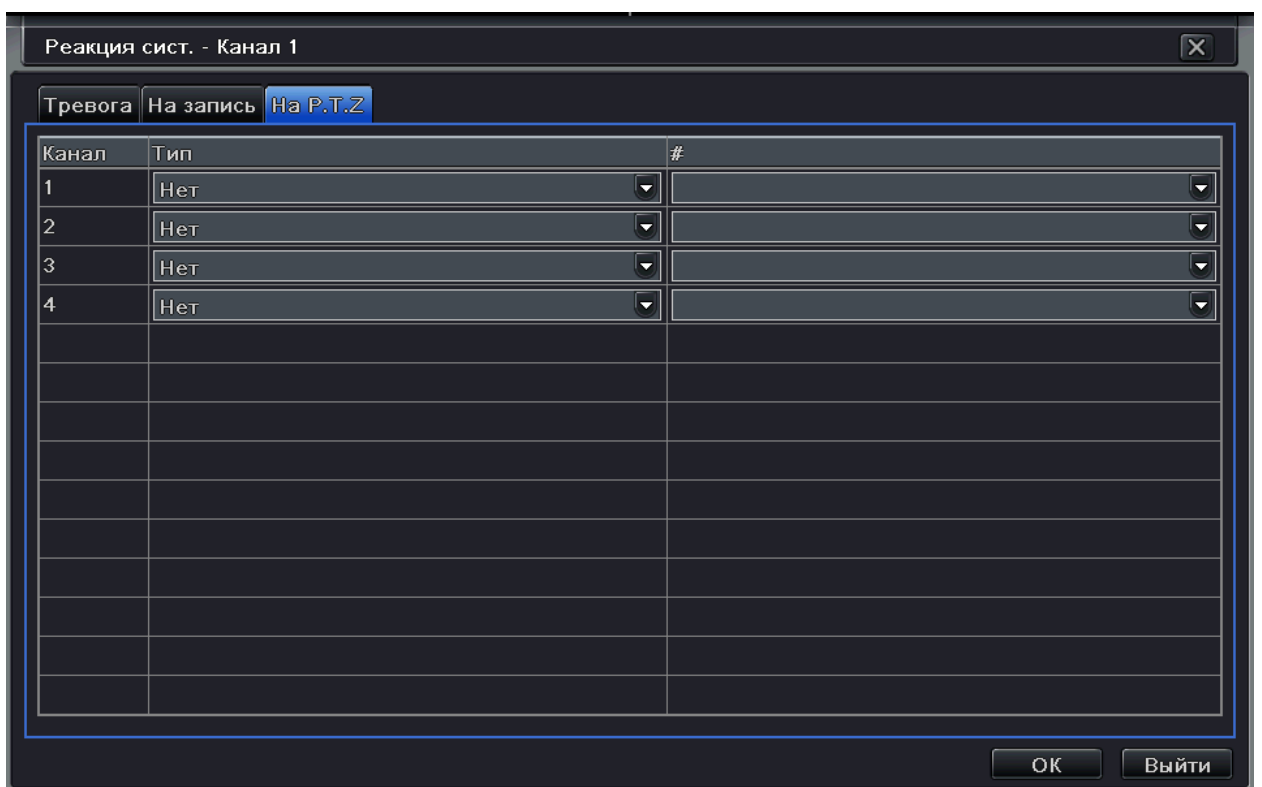 Реакция сист. - Канал 1
Тревога На запись На P.T.Z
Канал Тип #
1 Нет
2 Нет
3 Нет
4 Нет
OK Выйти